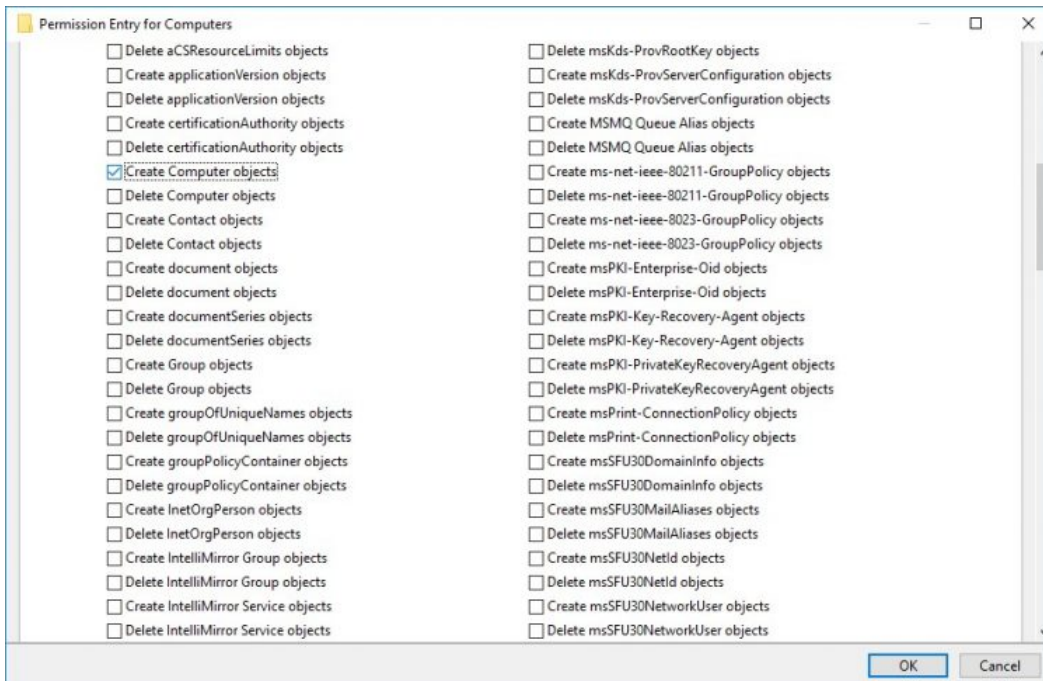 Permission Entry for Computers
Delete aCSResourceLimits objects
Create applicationVersion objects
Delete applicationVersion objects
Create certificationAuthority objects
Delete certificationAuthority objects
Create Computer objects
Delete Computer objects
Create Contact objects
Delete Contact objects
Create document objects
Delete document objects
Create documentSeries objects
Delete documentSeries objects
Create Group objects
Delete Group objects
Create groupOfUniqueNames objects
Delete groupOfUniqueNames objects
Create groupPolicyContainer objects
Delete groupPolicyContainer objects
Create InetOrgPerson objects
Delete InetOrgPerson objects
Create IntelliMirror Group objects
Delete IntelliMirror Group objects
Create IntelliMirror Service objects
Delete IntelliMirror Service objects
Delete msKds-ProvRootKey objects
Create msKds-ProvServerConfiguration objects
Delete msKds-ProvServerConfiguration objects
Create MSMQ Queue Alias objects
Delete MSMQ Queue Alias objects
Create ms-net-ieee-80211-GroupPolicy objects
Delete ms-net-ieee-80211-GroupPolicy objects
Create ms-net-ieee-8023-GroupPolicy objects
Delete ms-net-ieee-8023-GroupPolicy objects
Create msPKI-Enterprise-Oid objects
Delete msPKI-Enterprise-Oid objects
Create msPKI-Key-Recovery-Agent objects
Delete msPKI-Key-Recovery-Agent objects
Create msPKI-PrivateKeyRecoveryAgent objects
Delete msPKI-PrivateKeyRecoveryAgent objects
Create msPrint-ConnectionPolicy objects
Delete msPrint-ConnectionPolicy objects
Create msSFU30DomainInfo objects
Delete msSFU30DomainInfo objects
Create msSFU30MailAliases objects
Delete msSFU30MailAliases objects
Create msSFU30NetId objects
Delete msSFU30NetId objects
Create msSFU30NetworkUser objects
Delete msSFU30NetworkUser objects
OK
Cancel